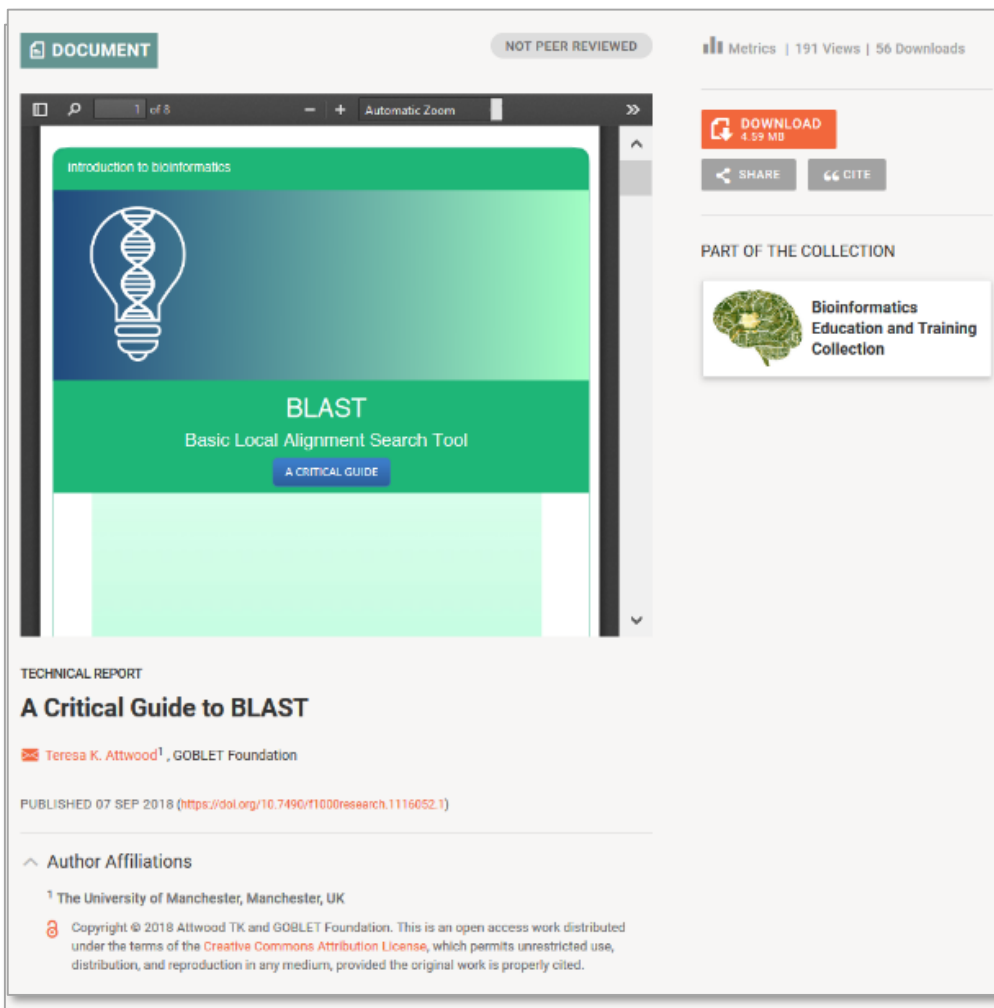 DOCUMENT
NOT PEER REVIEWED
1 of 8
Automatic Zoom
introduction to bioinformatics
BLAST
Basic Local Alignment Search Tool
A CRITICAL GUIDE
TECHNICAL REPORT
A Critical Guide to BLAST
Teresa K. Attwood1 , GOBLET Foundation
PUBLISHED 07 SEP 2018 (https://doi.org/10.7490/f1000research.1116052.1)
Author Affiliations
1 The University of Manchester, Manchester, UK
Copyright © 2018 Attwood TK and GOBLET Foundation. This is an open access work distributed
under the terms of the Creative Commons Attribution License, which permits unrestricted use,
distribution, and reproduction in any medium, provided the original work is properly cited.
Metrics | 191 Views | 56 Downloads
DOWNLOAD
4.59 MB
SHARE
CITE
PART OF THE COLLECTION
Bioinformatics
Education and Training
Collection